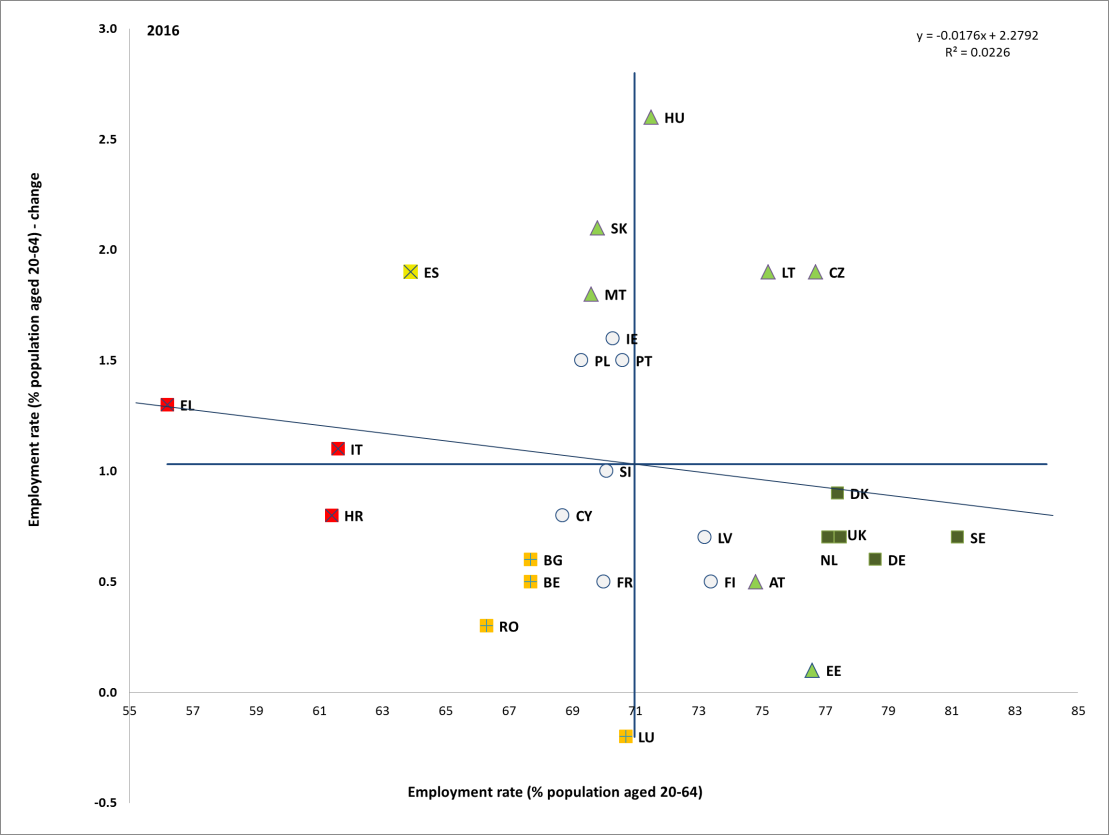 3.0
2016
y = -0.0176x + 2.2792
R² = 0.0226
2.5
HU
SK
2.0
ES
LT
CZ
MT
IE
1.5
PL
PT
EL
IT
1.0
SI
DK
HR
CY
LV
UK
SE
BG
NL
DE
0.5
BE
FR
FI
AT
RO
EE
0.0
55 57 59 61 63 65 67 69 71 73 75 77 79 81 83 85
LU
-0.5
Employment rate (% population aged 20-64) - change
Employment rate (% population aged 20-64)